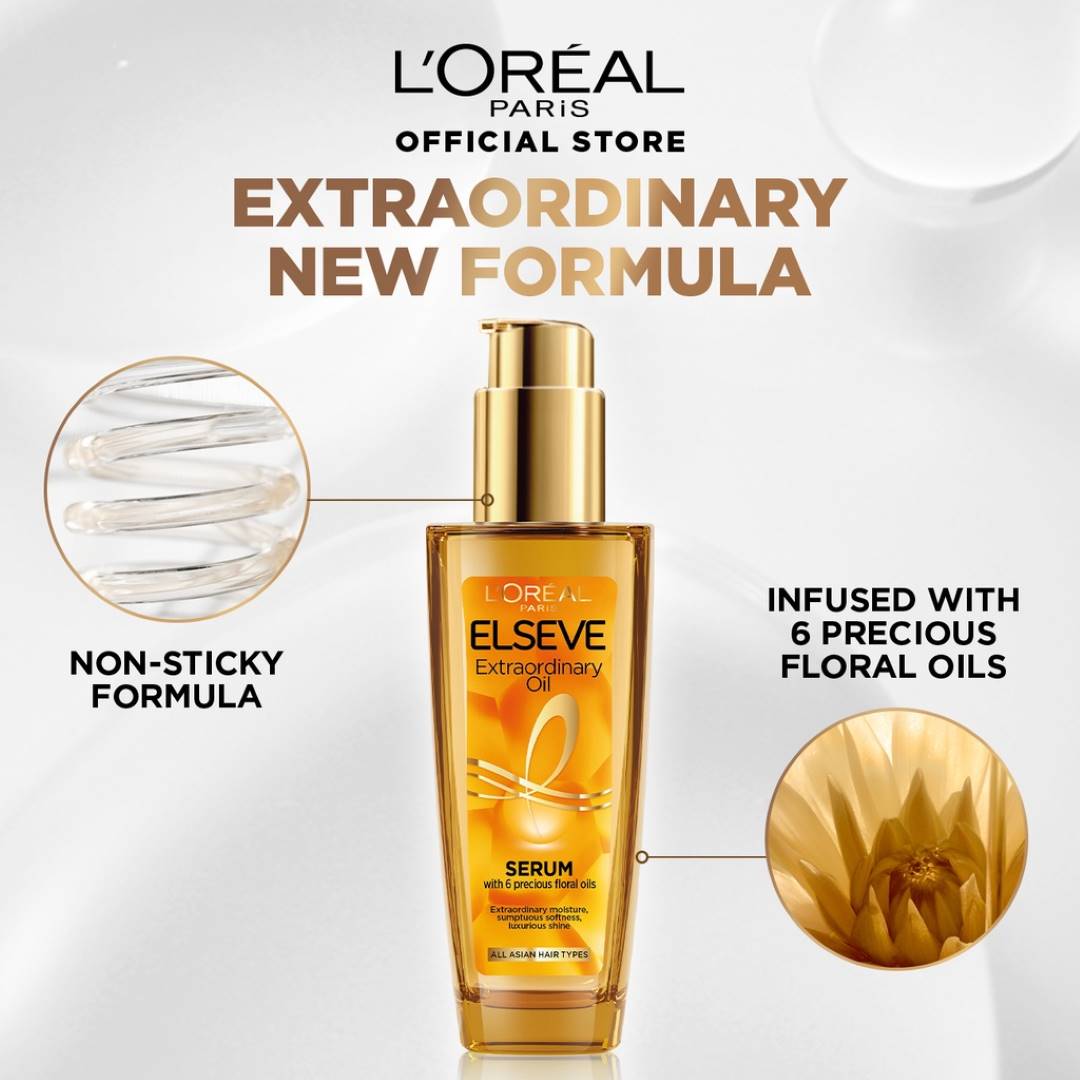 L'ORÉAL
PARiS
OFFICIAL STORE
EXTRAORDINARY
NEW FORMULA
NON-STICKY
FORMULA
INFUSED WITH
6 PRECIOUS
FLORAL OILS
L'ORÉAL
PARiS
ELSEVE
Extraordinary
Oil
SERUM
with 6 precious floral oils
Extraordinary moisture,
sumptuous softness,
luxurious shine
ALL ASIAN HAIR TYPES